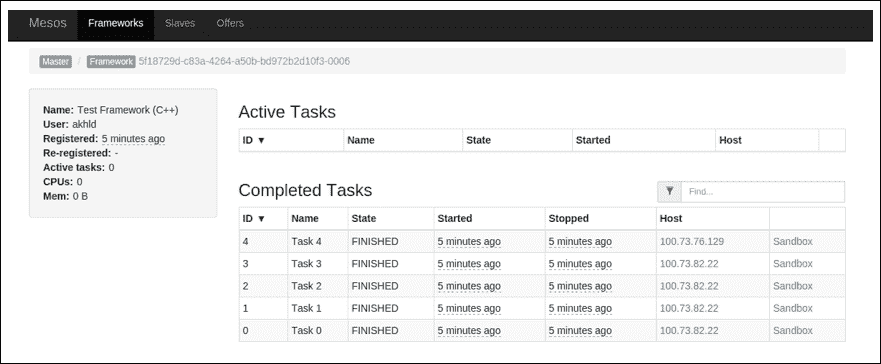 Mesos Frameworks Slaves Offers
Master / Framework 5f18729d-c83a-4264-a50b-bd972b2d10f3-0006
Name: Test Framework (C++)
User: akhld
Registered: 5 minutes ago
Re-registered: -
Active tasks: 0
CPUs: 0
Mem: 0 B
Active Tasks
ID ▼ Name State Started Host
Completed Tasks
Find...
ID ▼ Name State Started Stopped Host
4 Task 4 FINISHED 5 minutes ago 5 minutes ago 100.73.76.129 Sandbox
3 Task 3 FINISHED 5 minutes ago 5 minutes ago 100.73.82.22 Sandbox
2 Task 2 FINISHED 5 minutes ago 5 minutes ago 100.73.82.22 Sandbox
1 Task 1 FINISHED 5 minutes ago 5 minutes ago 100.73.82.22 Sandbox
0 Task 0 FINISHED 5 minutes ago 5 minutes ago 100.73.82.22 Sandbox